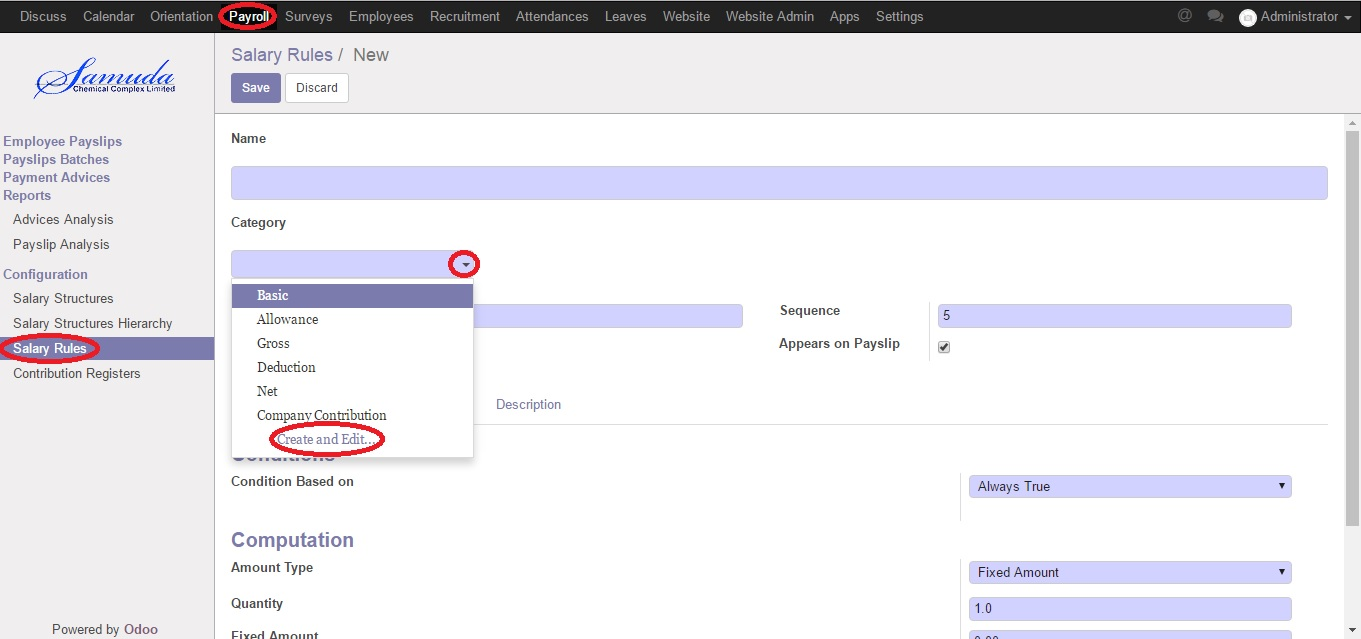 Discuss Calendar Orientation Payroll Surveys Employees Recruitment Attendances Leaves Website Website Admin Apps Settings @ Administrator
Samuda
Chemical Complex Limited
Employee Payslips
Payslips Batches
Payment Advices
Reports
Advices Analysis
Payslip Analysis
Configuration
Salary Structures
Salary Structures Hierarchy
Salary Rules
Contribution Registers
Powered by Odoo
Salary Rules / New
Save Discard
Name
Category
Basic
Allowance
Gross
Deduction
Net
Company Contribution
Create and Edit...
Sequence 5
Appears on Payslip
Description
Conditions
Condition Based on Always True
Computation
Amount Type Fixed Amount
Quantity 1.0
Fixed Amount 0.00